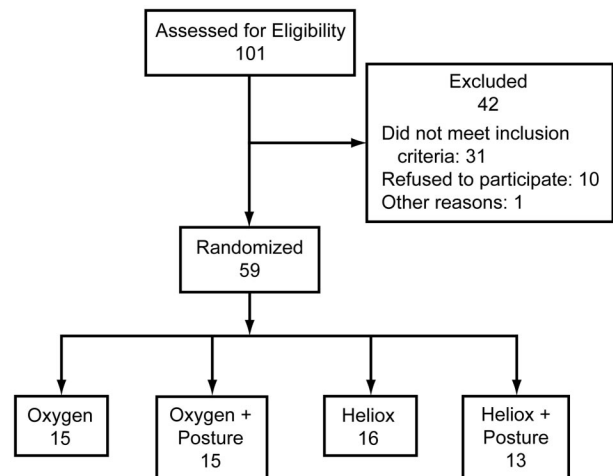 Assessed for Eligibility
101
Excluded
42
Did not meet inclusion
criteria: 31
Refused to participate: 10
Other reasons: 1
Randomized
59
Oxygen
15
Oxygen +
Posture
15
Heliox
16
Heliox +
Posture
13